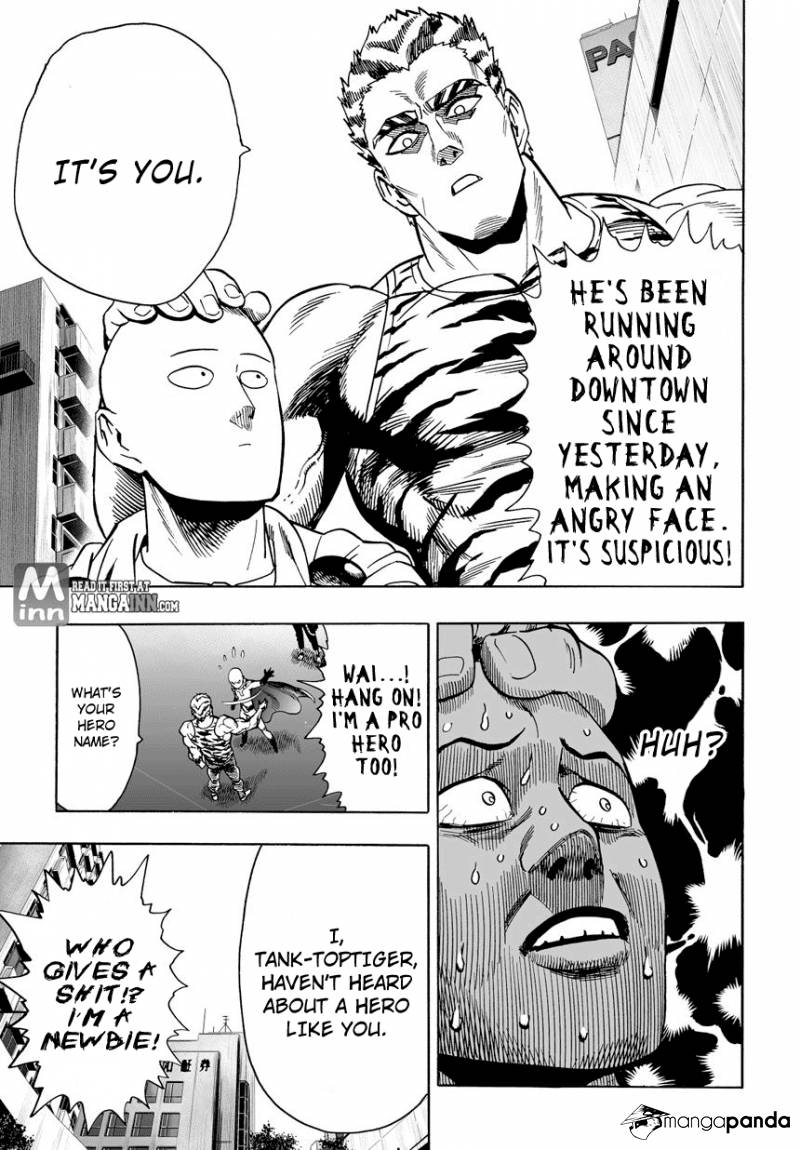 PAC
IT'S YOU.
HE'S BEEN
RUNNING
AROUND
DOWNTOWN
SINCE
YESTERDAY,
MAKING AN
ANGRY FACE.
IT'S SUSPICIOUS!
M
inn
READ IT FIRST AT
MANGAINN.COM
HUH?
WAI...!
HANG ON!
I'M A PRO
HERO
TOO!
WHAT'S
YOUR
HERO
NAME?
I,
TANK-TOPTIGER,
HAVEN'T HEARD
ABOUT A HERO
LIKE YOU.
WHO
GIVES A
SHIT!?
I'M A
NEWBIE!
mangapanda